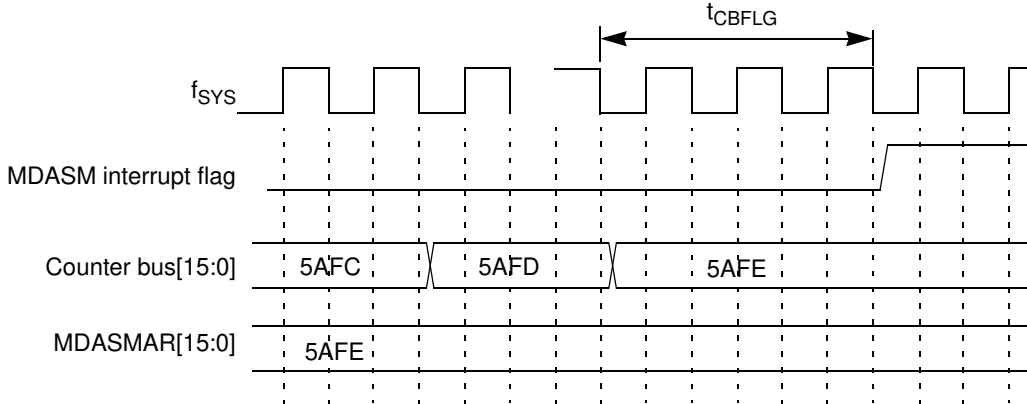 tCBFLG
fSYS
MDASM interrupt flag
Counter bus[15:0] 5AFC 5AFD 5AFE
MDASMAR[15:0] 5AFE